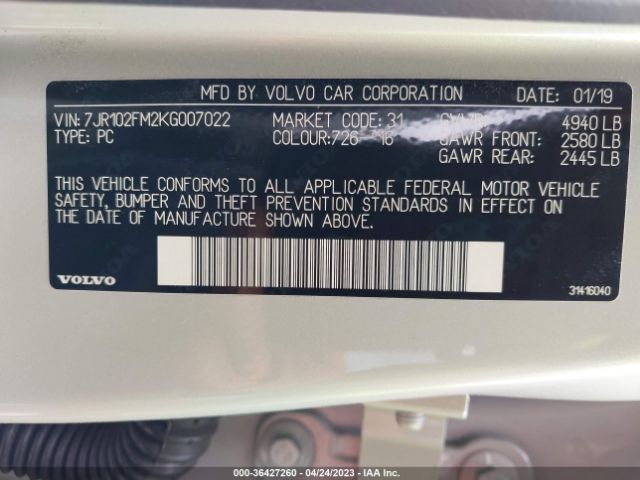 MFD BY VOLVO CAR CORPORATION DATE: 01/19
VIN: 7JR102FM2KG007022 MARKET CODE: 31 GVWR: 4940 LB
TYPE: PC COLOUR:726 16 GAWR FRONT: 2580 LB
GAWR REAR: 2445 LB
THIS VEHICLE CONFORMS TO ALL APPLICABLE FEDERAL MOTOR VEHICLE
SAFETY, BUMPER AND THEFT PREVENTION STANDARDS IN EFFECT ON
THE DATE OF MANUFACTURE SHOWN ABOVE.
VOLVO
31416040
000-36427260 - 04/24/2023 - IAA Inc.